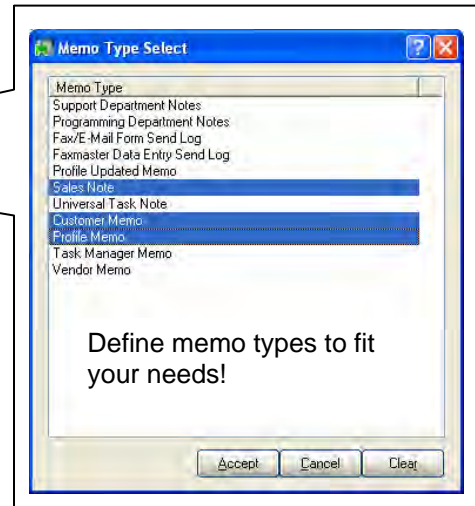 Memo Type Select
Memo Type
Support Department Notes
Programming Department Notes
Fax/E-Mail Form Send Log
Faxmaster Data Entry Send Log
Profile Updated Memo
Sales Note
Universal Task Note
Customer Memo
Profile Memo
Task Manager Memo
Vendor Memo
Define memo types to fit
your needs!
Accept Cancel Clear